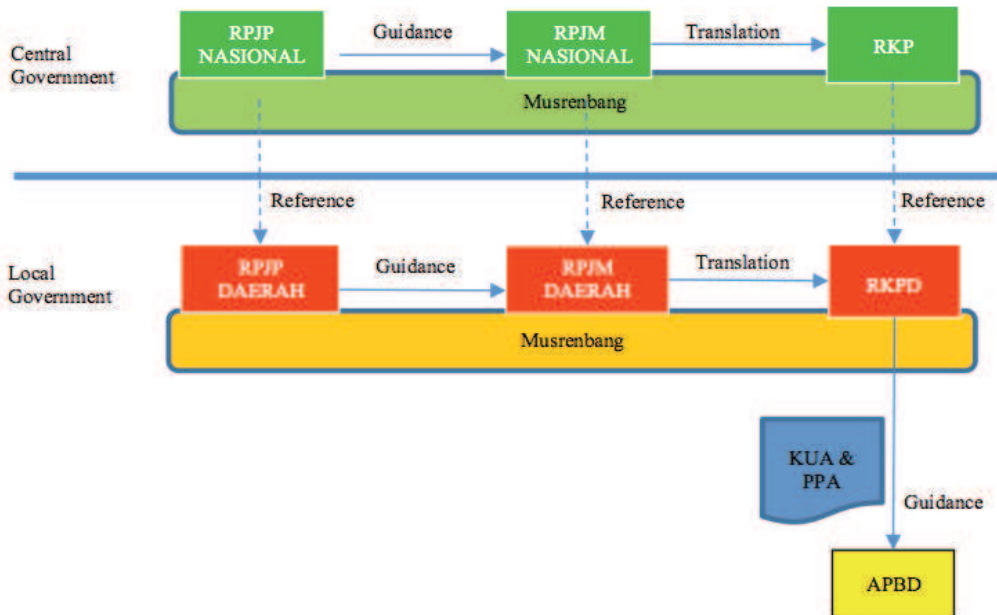 Central
Government
RPJP
NASIONAL
Guidance
RPJM
NASIONAL
Translation
RKP
Musrenbang
Reference
Reference
Reference
Local
Government
RPJP
DAERAH
Guidance
RPJM
DAERAH
Translation
RKPD
Musrenbang
KUA &
PPA
Guidance
APBD